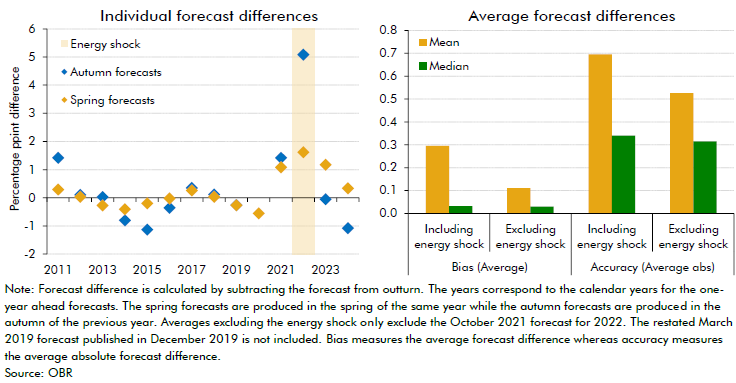 Individual forecast differences
6
5
4
3
2
1
0
-1
-2
Percentage ppint difference
Energy shock
Autumn forecasts
Spring forecasts
2011 2013 2015 2017 2019 2021 2023
Average forecast differences
0.8
0.7
0.6
0.5
0.4
0.3
0.2
0.1
0.0
Mean
Median
Including energy shock
Excluding energy shock
Including energy shock
Excluding energy shock
Bias (Average)
Accuracy (Average abs)
Note: Forecast difference is calculated by subtracting the forecast from outturn. The years correspond to the calendar years for the one-
year ahead forecasts. The spring forecasts are produced in the spring of the same year while the autumn forecasts are produced in the
autumn of the previous year. Averages excluding the energy shock only exclude the October 2021 forecast for 2022. The restated March
2019 forecast published in December 2019 is not included. Bias measures the average forecast difference whereas accuracy measures
the average absolute forecast difference.
Source: OBR